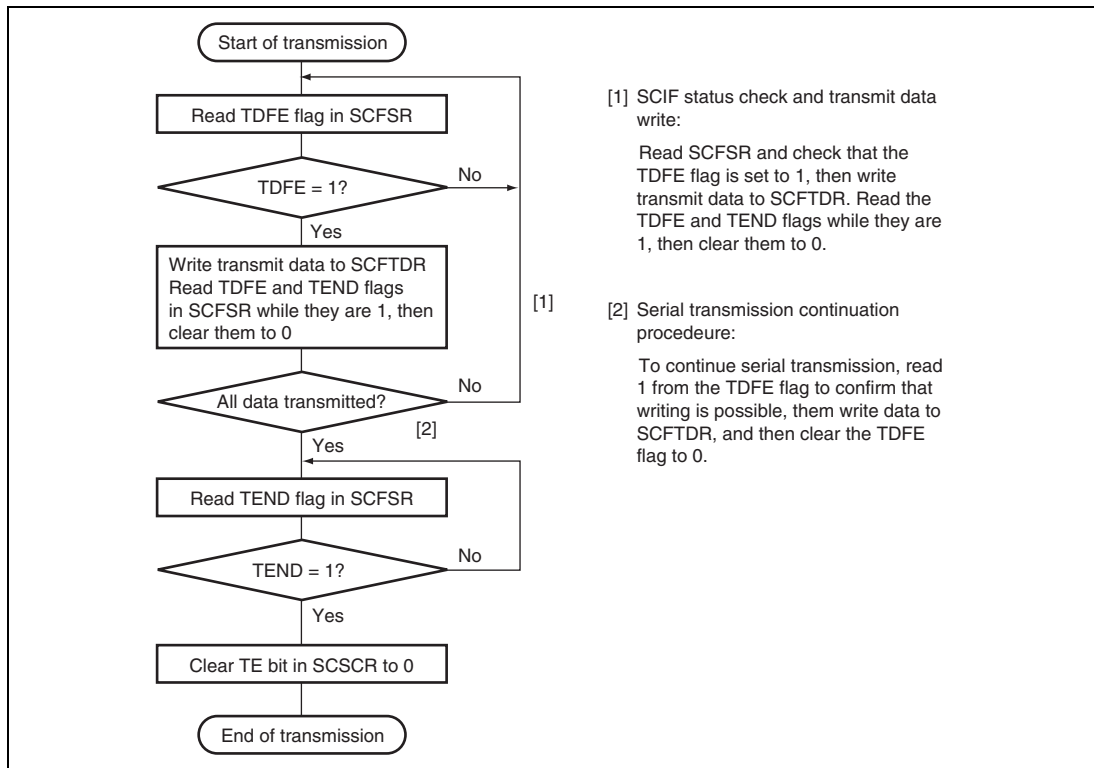 Start of transmission
Read TDFE flag in SCFSR
TDFE = 1?
No
Yes
Write transmit data to SCFTDR
Read TDFE and TEND flags
in SCFSR while they are 1, then
clear them to 0
[1]
All data transmitted?
No
[2]
Yes
Read TEND flag in SCFSR
TEND = 1?
No
Yes
Clear TE bit in SCSCR to 0
End of transmission
[1] SCIF status check and transmit data
write:
Read SCFSR and check that the
TDFE flag is set to 1, then write
transmit data to SCFTDR. Read the
TDFE and TEND flags while they are
1, then clear them to 0.
[2] Serial transmission continuation
procedeure:
To continue serial transmission, read
1 from the TDFE flag to confirm that
writing is possible, them write data to
SCFTDR, and then clear the TDFE
flag to 0.